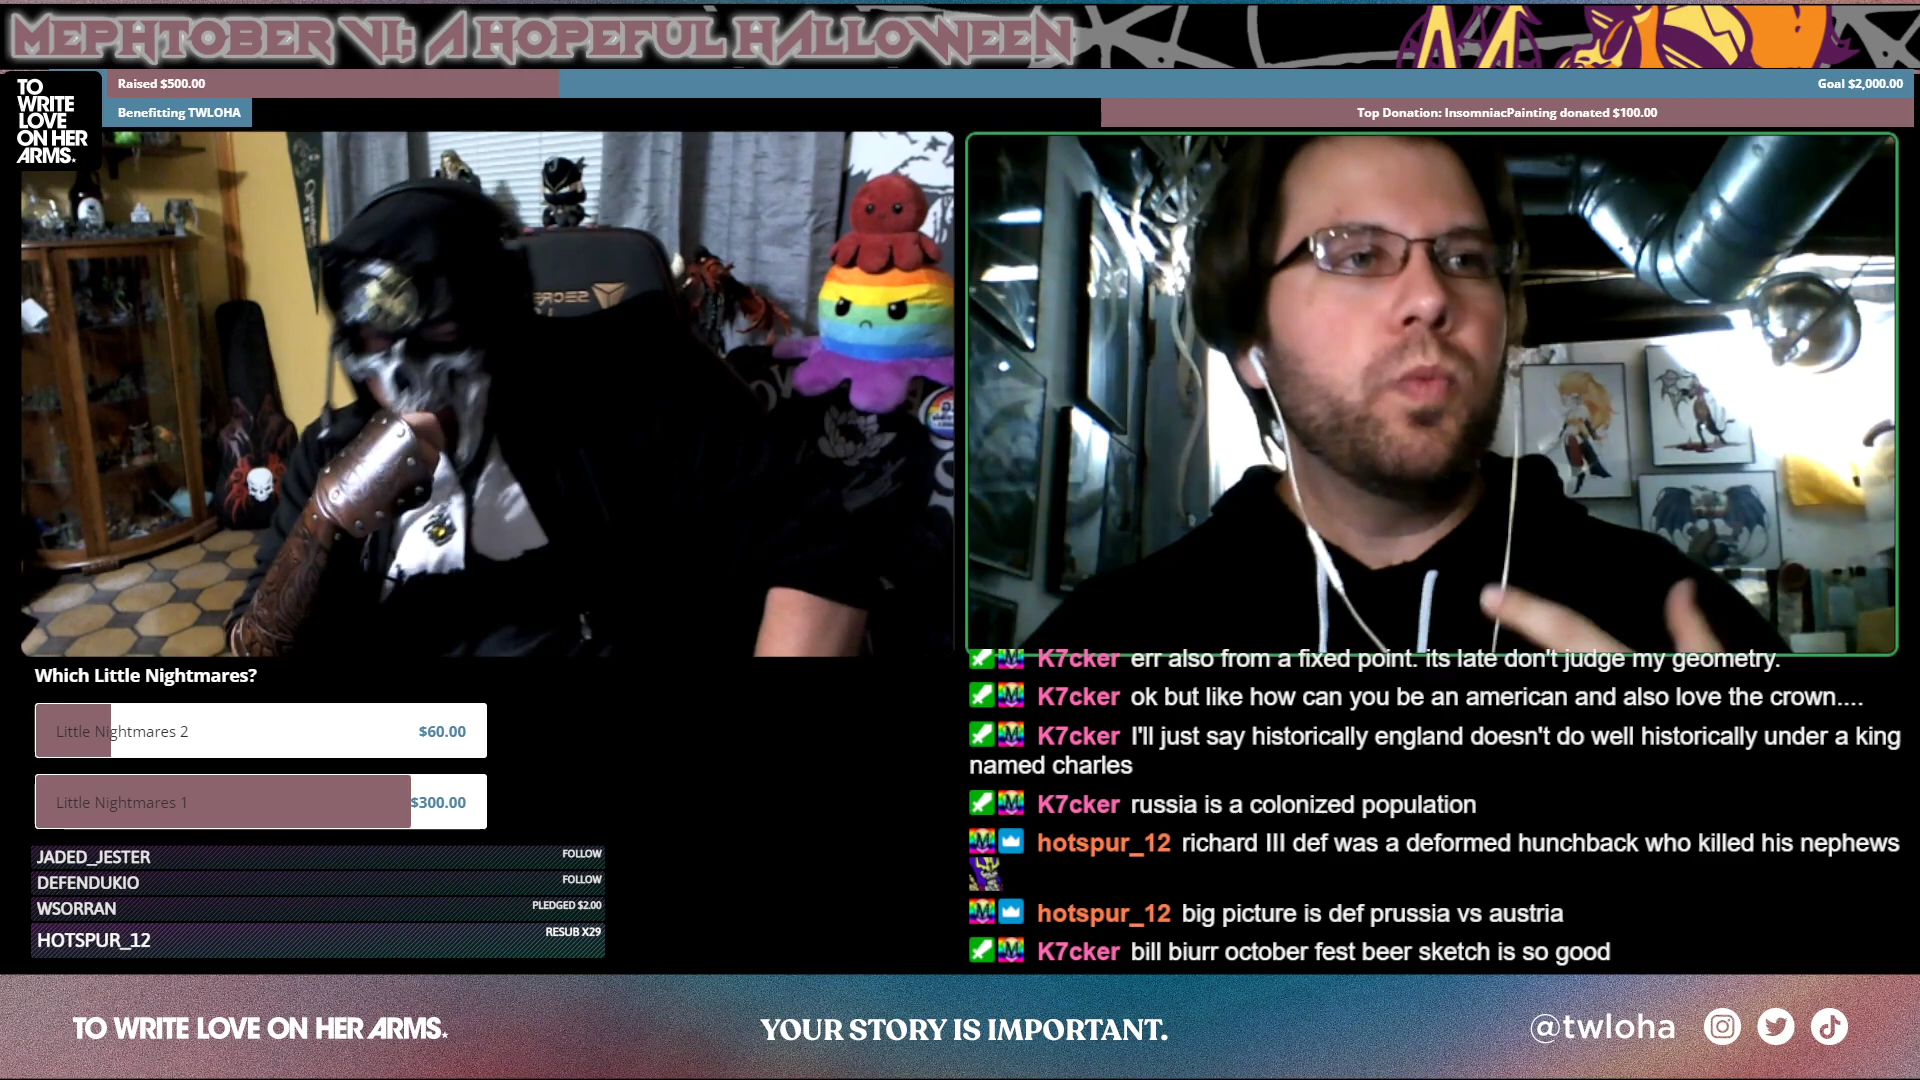 MEPHTOBER VI: A HOPEFUL HALLOWEEN
TO
WRITE
LOVE
ON HER
ARMS.
Raised $500.00
Goal $2,000.00
Benefitting TWLOHA
Top Donation: InsomniacPainting donated $100.00
Which Little Nightmares?
Little Nightmares 2
$60.00
Little Nightmares 1
$300.00
JADED_JESTER
FOLLOW
DEFENDUKIO
FOLLOW
WSORRAN
PLEDGED $2.00
HOTSPUR_12
RESUB X29
K7cker err also from a fixed point. its late don't judge my geometry.
K7cker ok but like how can you be an american and also love the crown....
K7cker I'll just say historically england doesn't do well historically under a king
named charles
K7cker russia is a colonized population
hotspur_12 richard III def was a deformed hunchback who killed his nephews
hotspur_12 big picture is def prussia vs austria
K7cker bill biurr october fest beer sketch is so good
TO WRITE LOVE ON HER ARMS.
YOUR STORY IS IMPORTANT.
@twloha